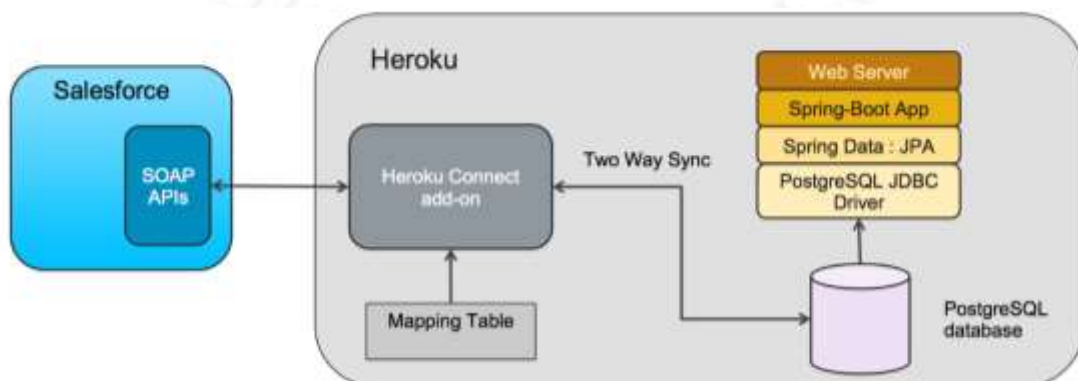 Heroku
Salesforce
SOAP
APIs
Heroku Connect
add-on
Mapping Table
Two Way Sync
Web Server
Spring-Boot App
Spring Data : JPA
PostgreSQL JDBC
Driver
PostgreSQL
database